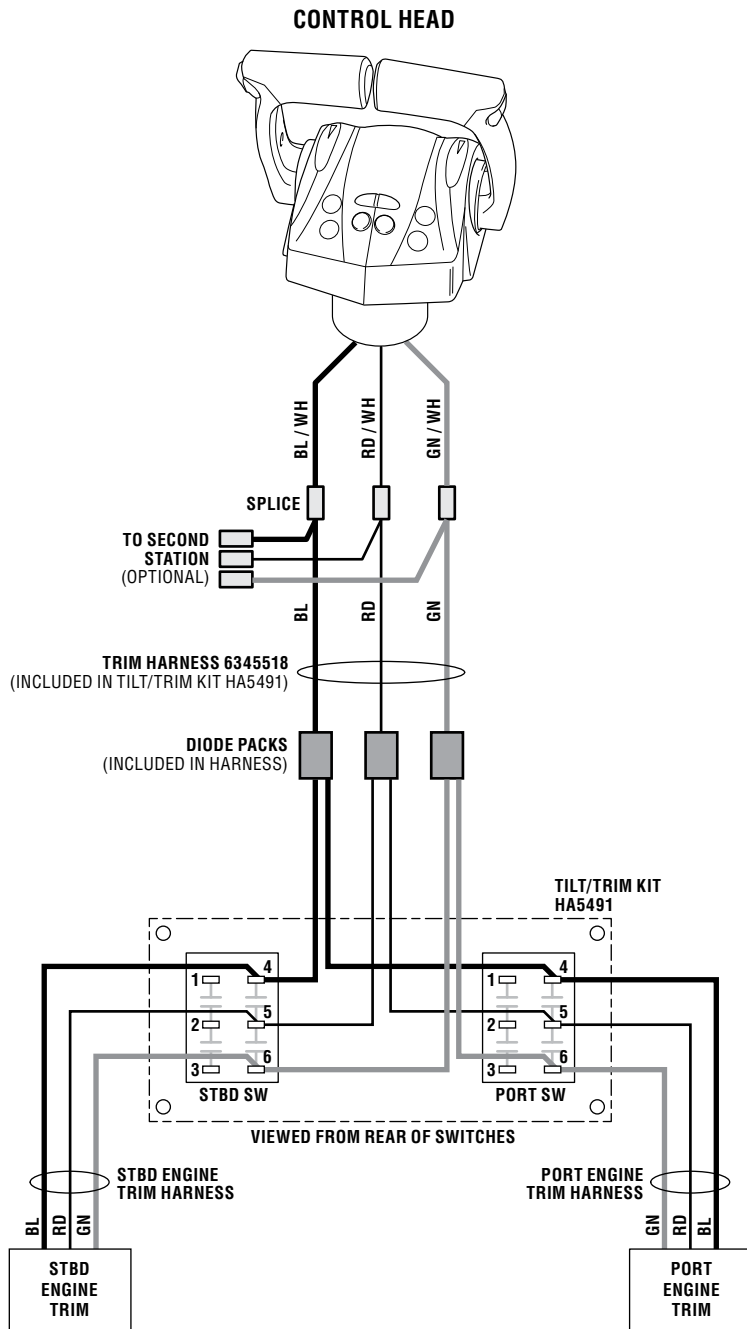 CONTROL HEAD
BL / WH
RD / WH
GN / WH
SPLICE
TO SECOND
STATION
(OPTIONAL)
BL
RD
GN
TRIM HARNESS 6345518
(INCLUDED IN TILT/TRIM KIT HA5491)
DIODE PACKS
(INCLUDED IN HARNESS)
TILT/TRIM KIT
HA5491
1
4
2
5
3
6
STBD SW
1
4
2
5
3
6
PORT SW
VIEWED FROM REAR OF SWITCHES
STBD ENGINE
TRIM HARNESS
PORT ENGINE
TRIM HARNESS
BL
RD
GN
GN
RD
BL
STBD
ENGINE
TRIM
PORT
ENGINE
TRIM